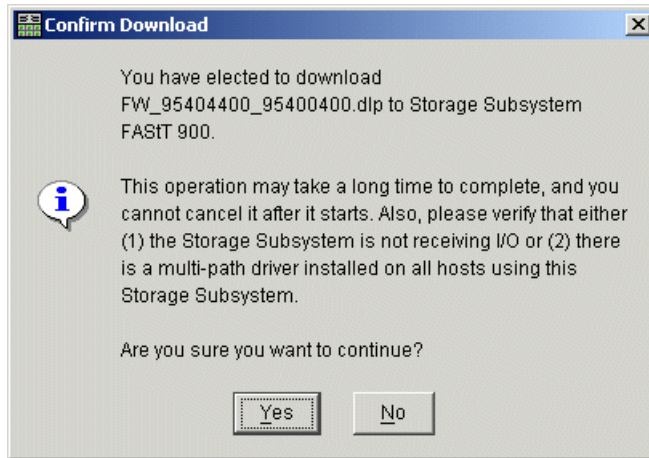 Confirm Download
You have elected to download
FW_95404400_95400400.dlp to Storage Subsystem
FAStT 900.
This operation may take a long time to complete, and you
cannot cancel it after it starts. Also, please verify that either
(1) the Storage Subsystem is not receiving I/O or (2) there
is a multi-path driver installed on all hosts using this
Storage Subsystem.
Are you sure you want to continue?
Yes No